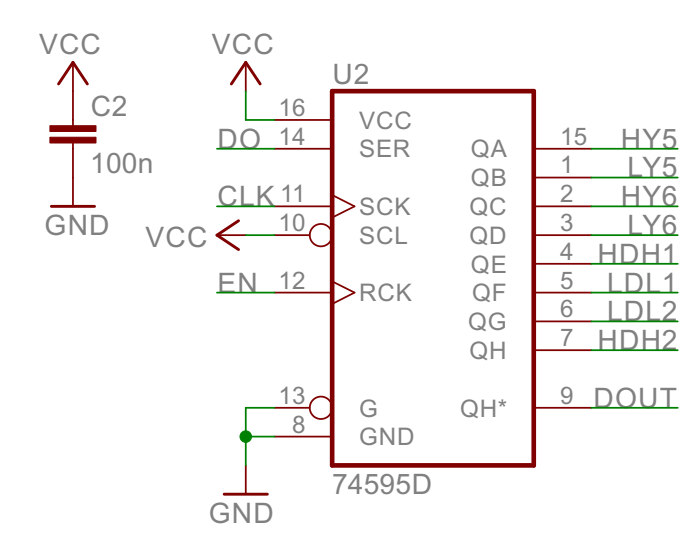 VCC
C2
100n
GND
VCC
U2
16 VCC
DO 14 SER
CLK 11 SCK
VCC 10 SCL
EN 12 RCK
13 G
8 GND
GND
QA 15 HY5
QB 1 LY5
QC 2 HY6
QD 3 LY6
QE 4 HDH1
QF 5 LDL1
QG 6 LDL2
QH 7 HDH2
QH* 9 DOUT
74595D